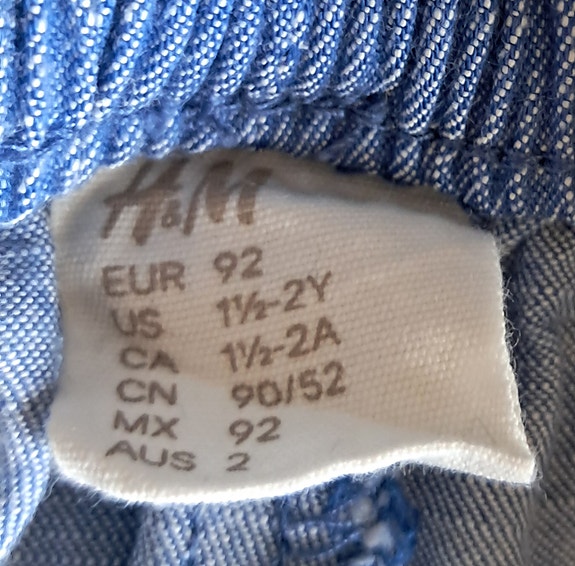 H&M
EUR 92
US 1½-2Y
CA 1½-2A
CN 90/52
MX 92
AUS 2